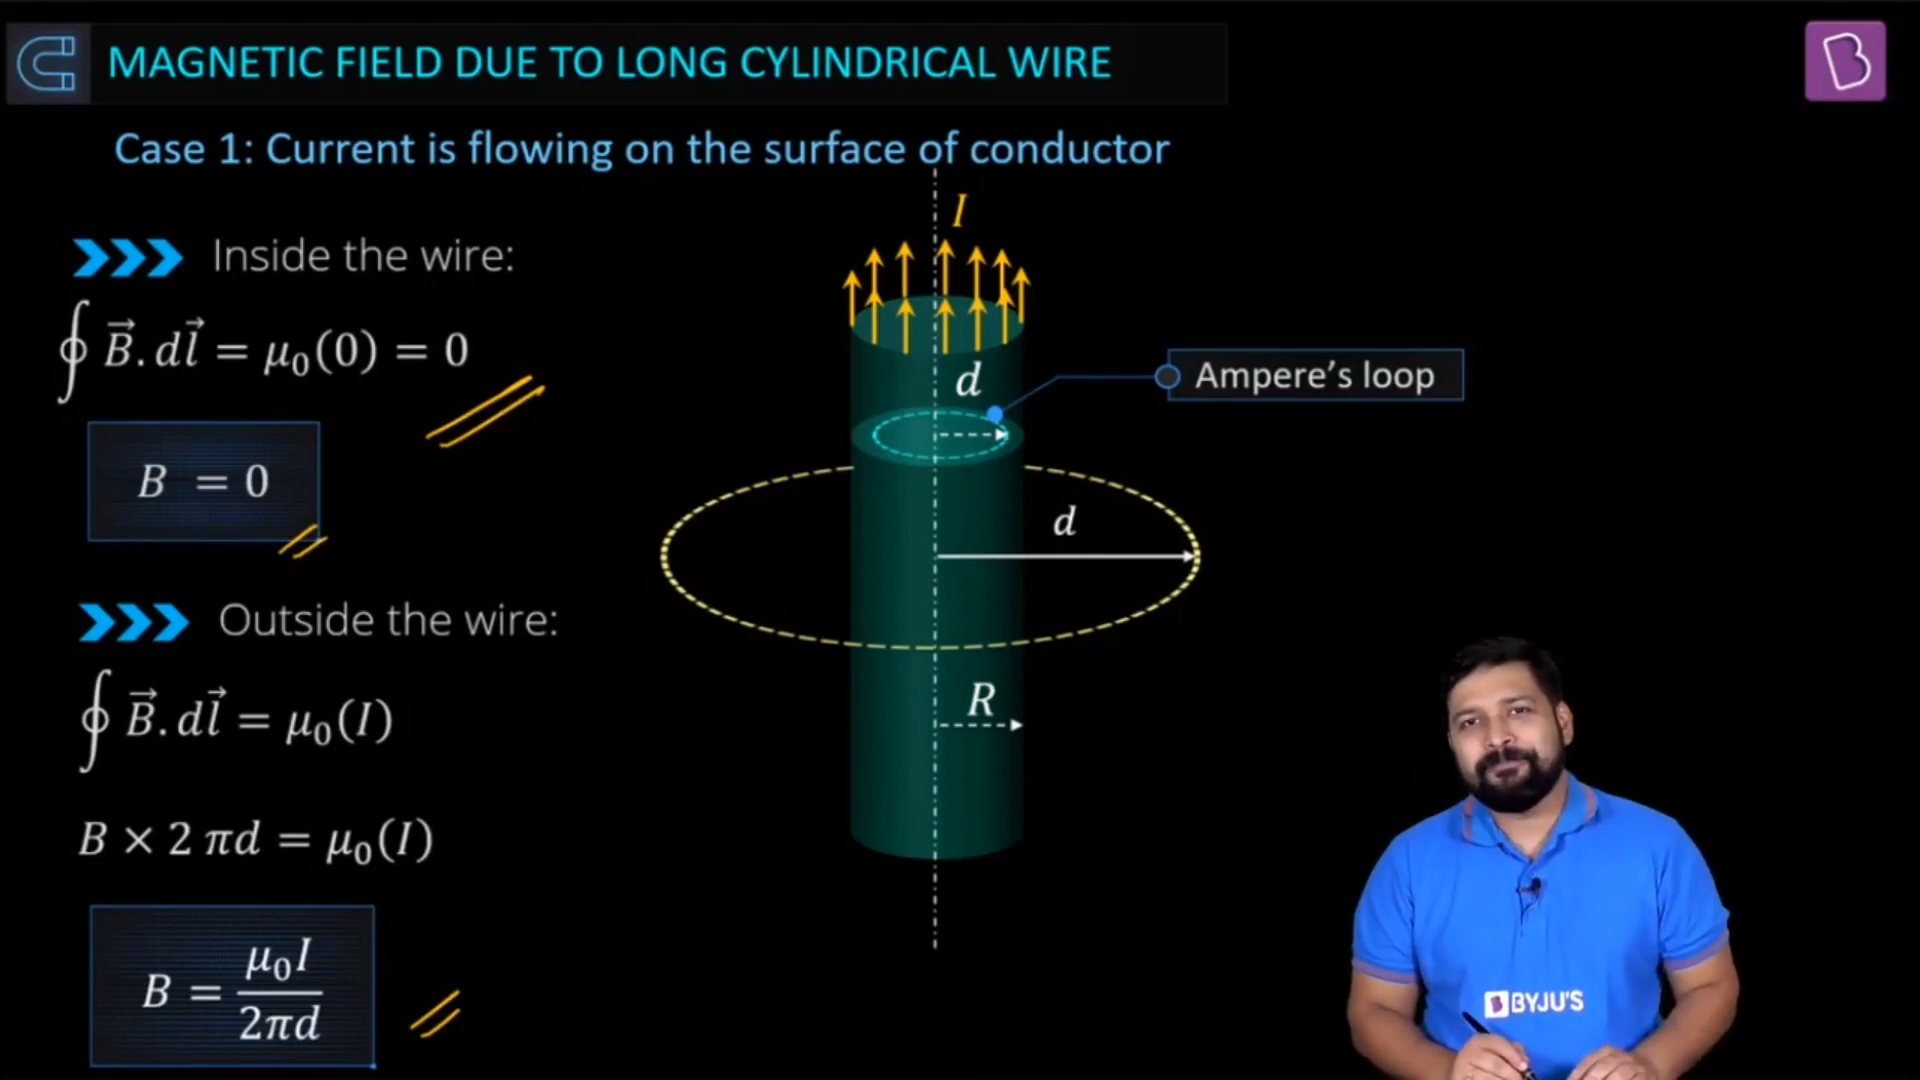 MAGNETIC FIELD DUE TO LONG CYLINDRICAL WIRE
Case 1: Current is flowing on the surface of conductor
I
Inside the wire:
∮ B⃗. dl⃗ = μ₀(0) = 0
d
Ampere’s loop
B = 0
d
Outside the wire:
∮ B⃗. dl⃗ = μ₀(I)
R
B × 2 πd = μ₀(I)
B = μ₀I / 2πd
BYJU'S